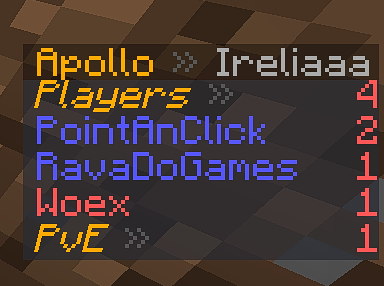 Apollo » Ireliaaa
Players » 4
PointAnClick 2
RavaDoGames 1
Woex 1
PvE » 1